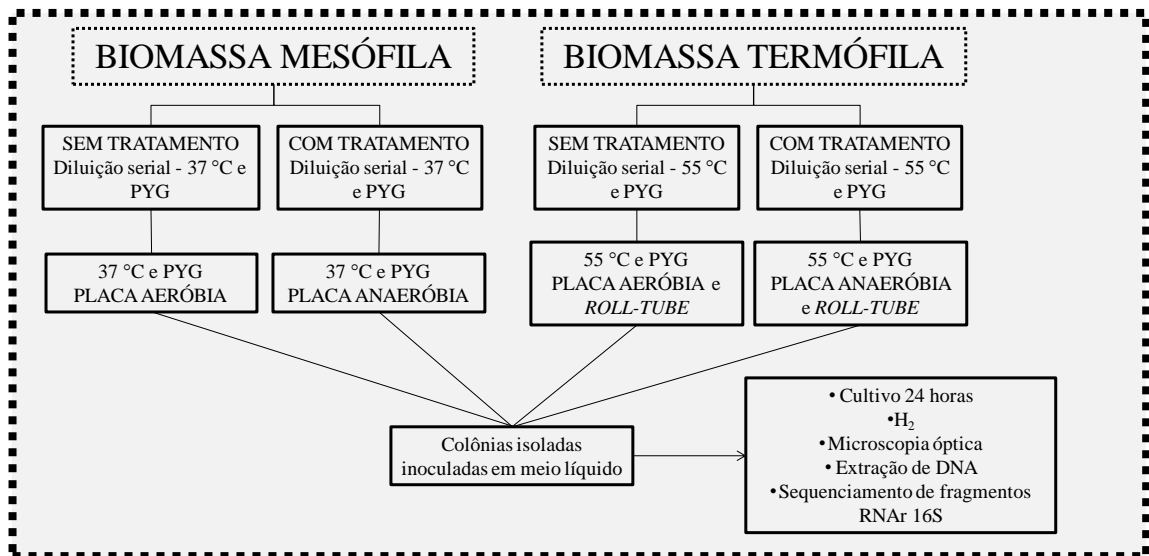 BIOMASSA MESÓFILA
BIOMASSA TERMÓFILA
SEM TRATAMENTO
Diluição serial - 37 °C e
PYG
COM TRATAMENTO
Diluição serial - 37 °C
e PYG
SEM TRATAMENTO
Diluição serial - 55 °C
e PYG
COM TRATAMENTO
Diluição serial - 55 °C
e PYG
37 °C e PYG
PLACA AERÓBIA
37 °C e PYG
PLACA ANAERÓBIA
55 °C e PYG
PLACA AERÓBIA e
ROLL-TUBE
55 °C e PYG
PLACA ANAERÓBIA
e ROLL-TUBE
Colônias isoladas
inoculadas em meio líquido
• Cultivo 24 horas
•H₂
•Microscopia óptica
•Extração de DNA
•Sequenciamento de fragmentos
RNAr 16S